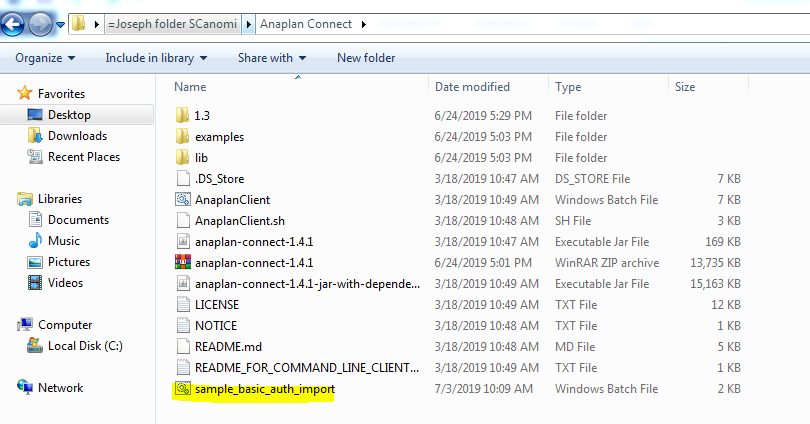 =Joseph folder SCanomi Anaplan Connect
Organize Include in library Share with New folder
Name Date modified Type Size
Favorites
Desktop
Downloads
Recent Places
Libraries
Documents
Music
Pictures
Videos
Computer
Local Disk (C:)
Network
1.3 6/24/2019 5:29 PM File folder
examples 6/24/2019 5:03 PM File folder
lib 6/24/2019 5:03 PM File folder
.DS_Store 3/18/2019 10:47 AM DS_STORE File 7 KB
AnaplanClient 3/18/2019 10:49 AM Windows Batch File 7 KB
AnaplanClient.sh 3/18/2019 10:48 AM SH File 3 KB
anaplan-connect-1.4.1 3/18/2019 10:47 AM Executable Jar File 169 KB
anaplan-connect-1.4.1 6/24/2019 5:01 PM WinRAR ZIP archive 13,735 KB
anaplan-connect-1.4.1-jar-with-depende... 3/18/2019 10:49 AM Executable Jar File 15,163 KB
LICENSE 3/18/2019 10:49 AM TXT File 12 KB
NOTICE 3/18/2019 10:48 AM TXT File 1 KB
README.md 3/18/2019 10:48 AM MD File 5 KB
README_FOR_COMMAND_LINE_CLIENT... 3/18/2019 10:49 AM TXT File 1 KB
sample_basic_auth_import 7/3/2019 10:09 AM Windows Batch File 2 KB